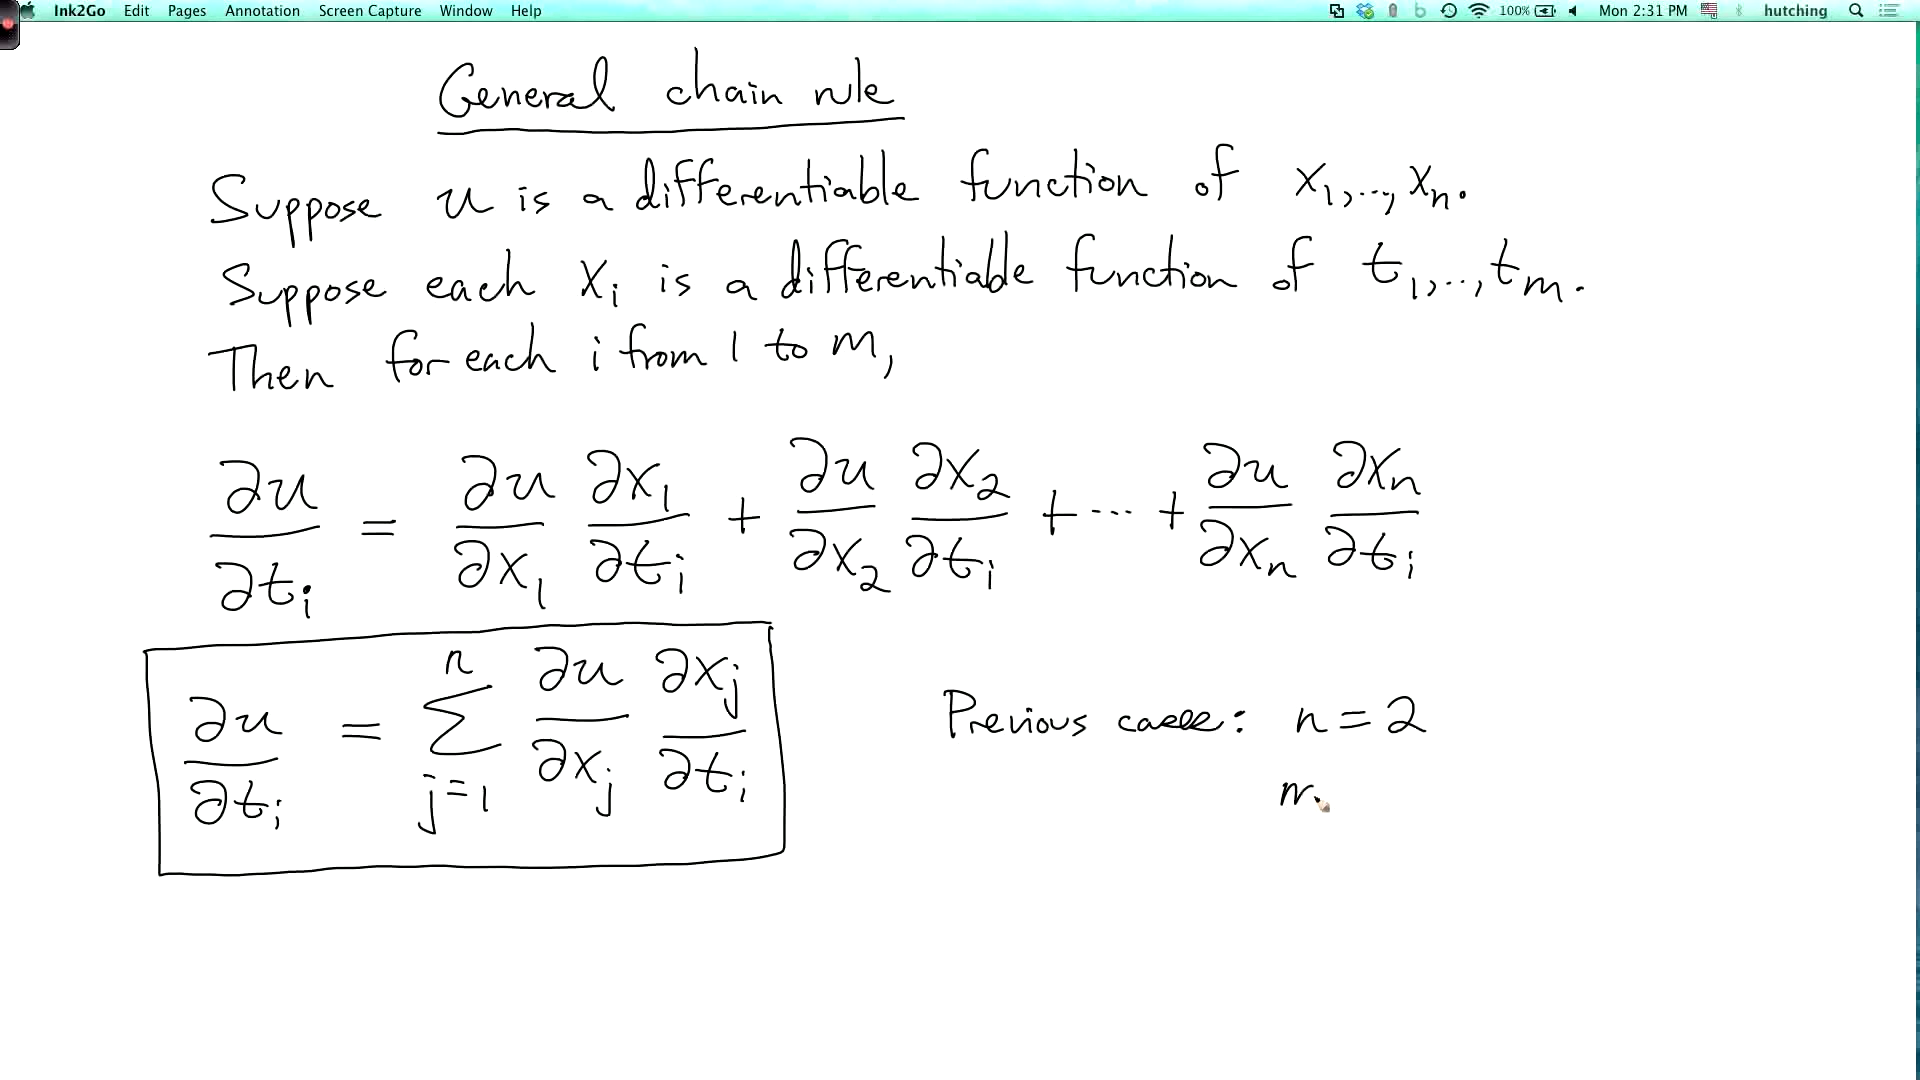 Ink2Go Edit Pages Annotation Screen Capture Window Help 100% Mon 2:31 PM hutching
General chain rule
Suppose u is a differentiable function of x₁,...,xₙ.
Suppose each xᵢ is a differentiable function of t₁,...,tₘ.
Then for each i from 1 to m,
∂u/∂tᵢ = ∂u/∂x₁ ∂x₁/∂tᵢ + ∂u/∂x₂ ∂x₂/∂tᵢ + ··· + ∂u/∂xₙ ∂xₙ/∂tᵢ
∂u/∂tᵢ = ∑ⁿⱼ₌₁ ∂u/∂xⱼ ∂xⱼ/∂tᵢ
Previous : n = 2
m